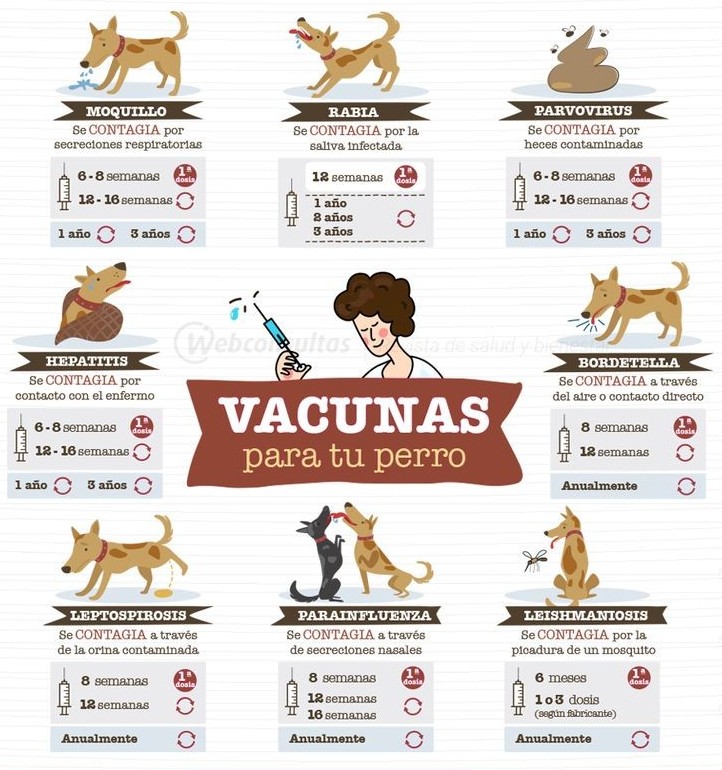 MOQUILLO
Se CONTAGIA por
secreciones respiratorias
6 - 8 semanas 1ª dosis
12 - 16 semanas
1 año 3 años
RABIA
Se CONTAGIA por la
saliva infectada
12 semanas 1ª dosis
1 año
2 años
3 años
PARVOVIRUS
Se CONTAGIA por
heces contaminadas
6 - 8 semanas 1ª dosis
12 - 16 semanas
1 año 3 años
HEPATITIS
Se CONTAGIA por
contacto con el enfermo
6 - 8 semanas 1ª dosis
12 - 16 semanas
1 año 3 años
Webconsultas
sta de salud y bienesta
VACUNAS
para tu perro
BORDETELLA
Se CONTAGIA a través
del aire o contacto directo
8 semanas 1ª dosis
12 semanas
Anualmente
LEPTOSPIROSIS
Se CONTAGIA a través
de la orina contaminada
8 semanas 1ª dosis
12 semanas
Anualmente
PARAINFLUENZA
Se CONTAGIA a través
de secreciones nasales
8 semanas 1ª dosis
12 semanas
16 semanas
Anualmente
LEISHMANIOSIS
Se CONTAGIA por la
picadura de un mosquito
6 meses 1ª dosis
1 o 3 dosis
(según fabricante)
Anualmente